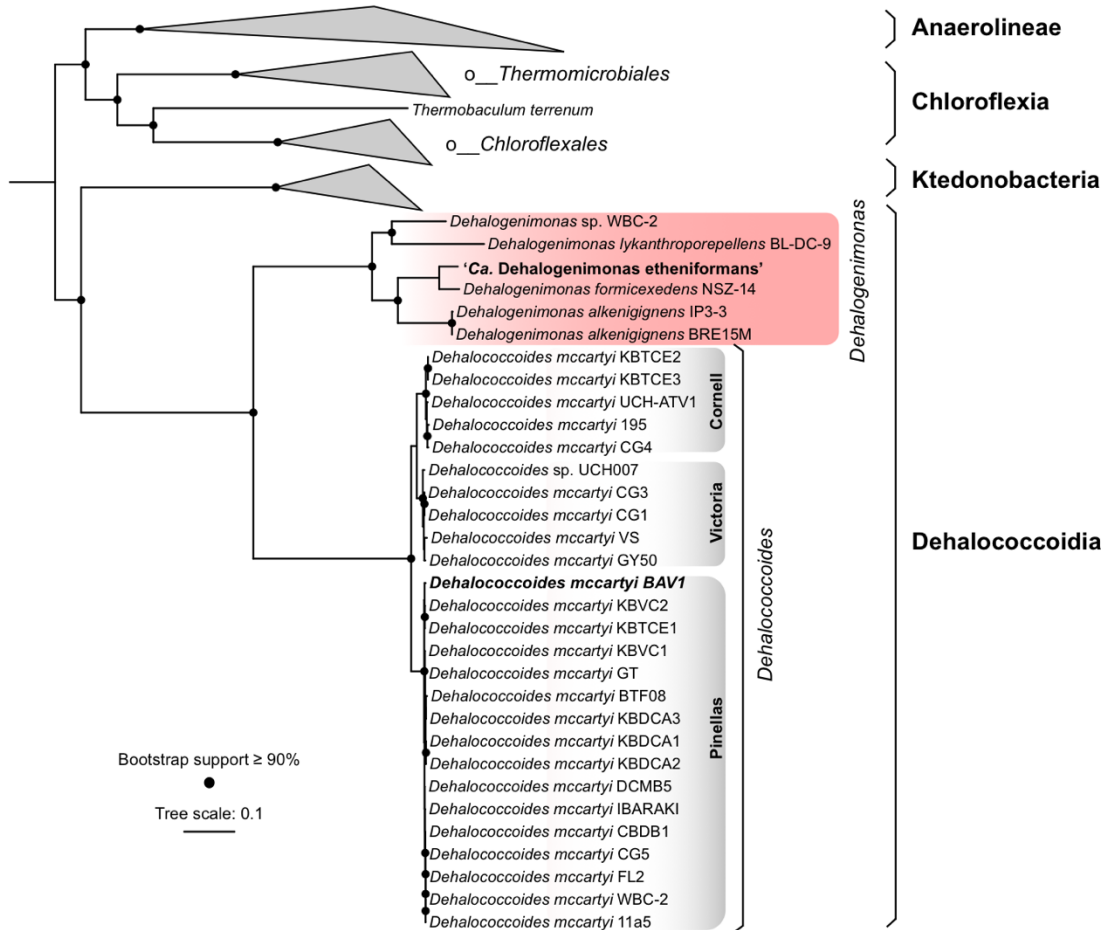 Anaerolineae
o__Thermomicrobiales
Chloroflexia
Thermobaculum terrenum
o__Chloroflexales
Ktedonobacteria
Dehalogenimonas sp. WBC-2
Dehalogenimonas lykanthroporepellens BL-DC-9
'Ca. Dehalogenimonas etheniformans'
Dehalogenimonas formicexedens NSZ-14
Dehalogenimonas alkenigignens IP3-3
Dehalogenimonas alkenigignens BRE15M
Dehalogenimonas
Dehalococcoides mccartyi KBTCE2
Dehalococcoides mccartyi KBTCE3
Dehalococcoides mccartyi UCH-ATV1
Dehalococcoides mccartyi 195
Dehalococcoides mccartyi CG4
Cornell
Dehalococcoides sp. UCH007
Dehalococcoides mccartyi CG3
Dehalococcoides mccartyi CG1
Dehalococcoides mccartyi VS
Dehalococcoides mccartyi GY50
Victoria
Dehalococcoides mccartyi BAV1
Dehalococcoides mccartyi KBVC2
Dehalococcoides mccartyi KBTCE1
Dehalococcoides mccartyi KBVC1
Dehalococcoides mccartyi GT
Dehalococcoides mccartyi BTF08
Dehalococcoides mccartyi KBDCA3
Dehalococcoides mccartyi KBDCA1
Dehalococcoides mccartyi KBDCA2
Dehalococcoides mccartyi DCMB5
Dehalococcoides mccartyi IBARAKI
Dehalococcoides mccartyi CBDB1
Dehalococcoides mccartyi CG5
Dehalococcoides mccartyi FL2
Dehalococcoides mccartyi WBC-2
Dehalococcoides mccartyi 11a5
Pinellas
Dehalococcoides
Dehalococcoidia
Bootstrap support ≥ 90%
Tree scale: 0.1